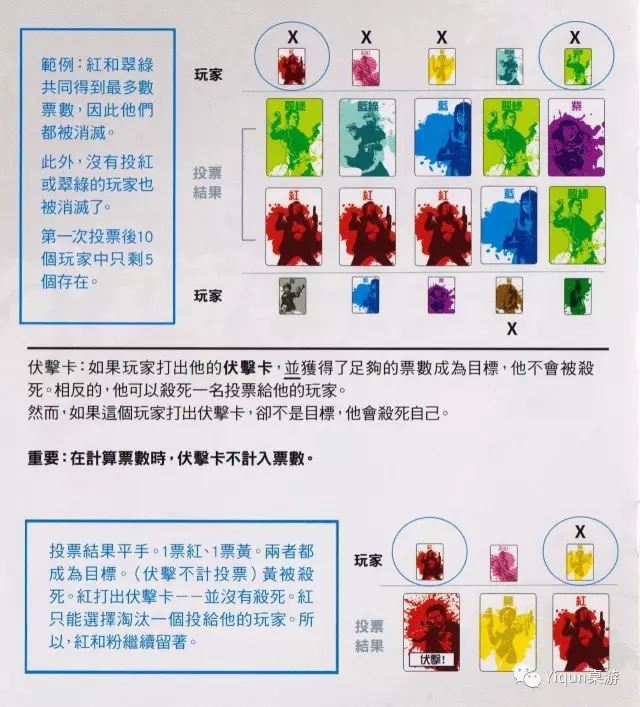 範例：紅和翠綠
共同得到最多數
票數，因此他們
都被消滅。
此外，沒有投紅
或翠綠的玩家也
被消滅了。
第一次投票後10
個玩家中只剩5
個存在。
X X X X
玩家
紅
翠綠 藍綠 藍 翠綠 紫
投票
結果
紅 紅 紅 藍 翠綠
玩家
X
伏擊卡：如果玩家打出他的伏擊卡，並獲得了足夠的票數成為目標，他不會被殺
死。相反的，他可以殺死一名投票給他的玩家。
然而，如果這個玩家打出伏擊卡，卻不是目標，他會殺死自己。
重要：在計算票數時，伏擊卡不計入票數。
投票結果平手。1票紅、1票黃。兩者都
成為目標。（伏擊不計投票）黃被殺
死。紅打出伏擊卡－－並沒有殺死。紅
只能選擇淘汰一個投給他的玩家。所
以，紅和粉繼續留著。
X
玩家
紅
投票
結果
伏擊！
黃 紅
Yiqun桌游